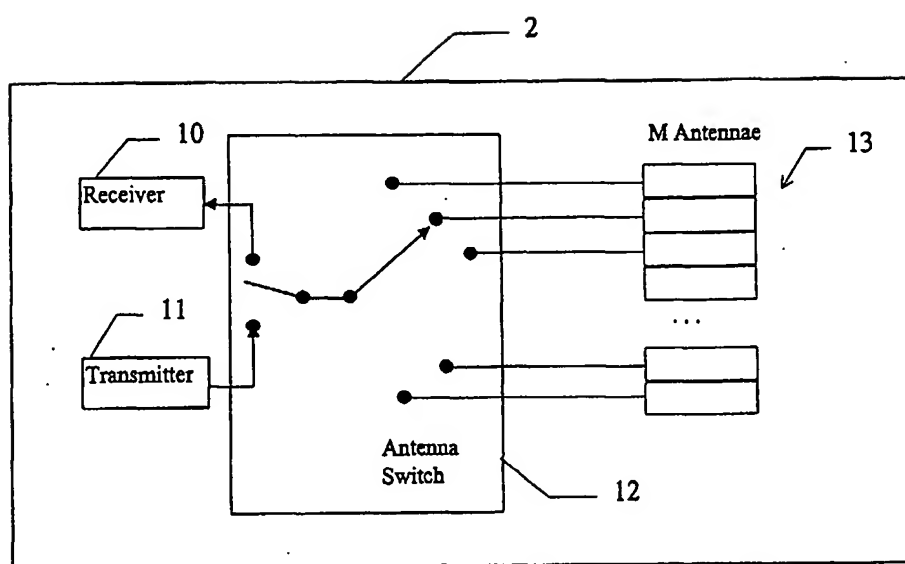 2
10
M Antennae
13
Receiver
11
Transmitter
...
Antenna
Switch
12